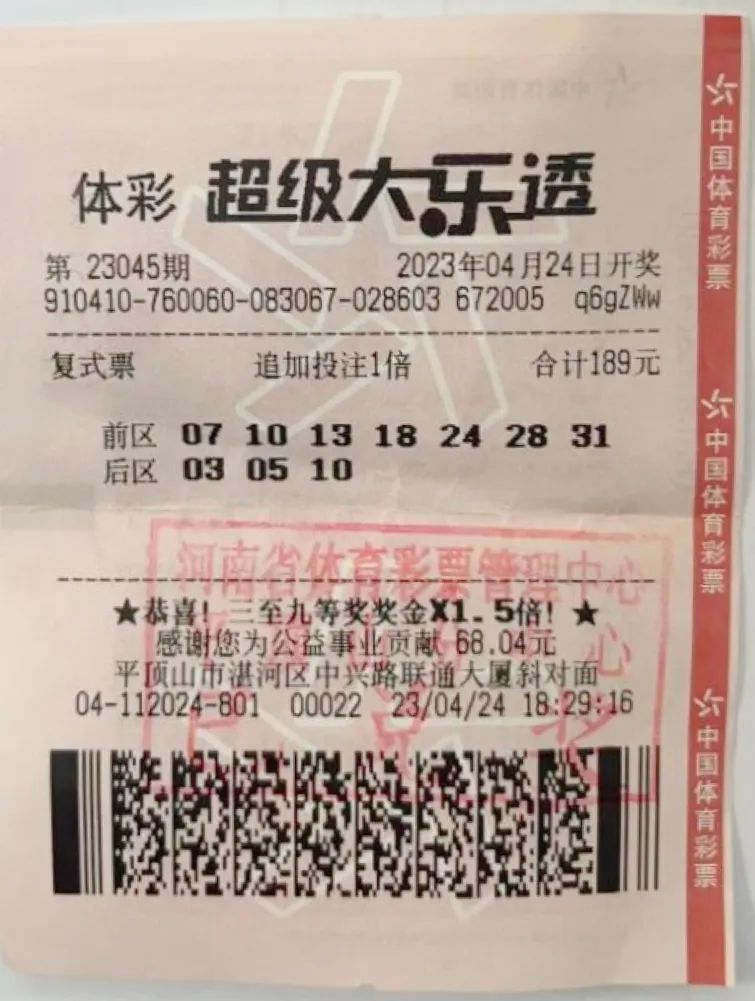 体彩 超级大乐透
第 23045期 2023年04月24日开奖
910410-760060-083067-028603 672005 q6gZWw
复式票 追加投注1倍 合计189元
前区 07 10 13 18 24 28 31
后区 03 05 10
河南省体育彩票管理中心
★恭喜! 三至九等奖奖金X1.5倍! ★
感谢您为公益事业贡献 68.04元
平顶山市湛河区中兴路联通大厦斜对面
04-112024-801 00022 23/04/24 18:29:16
中国体育彩票
中国体育彩票
中国体育彩票